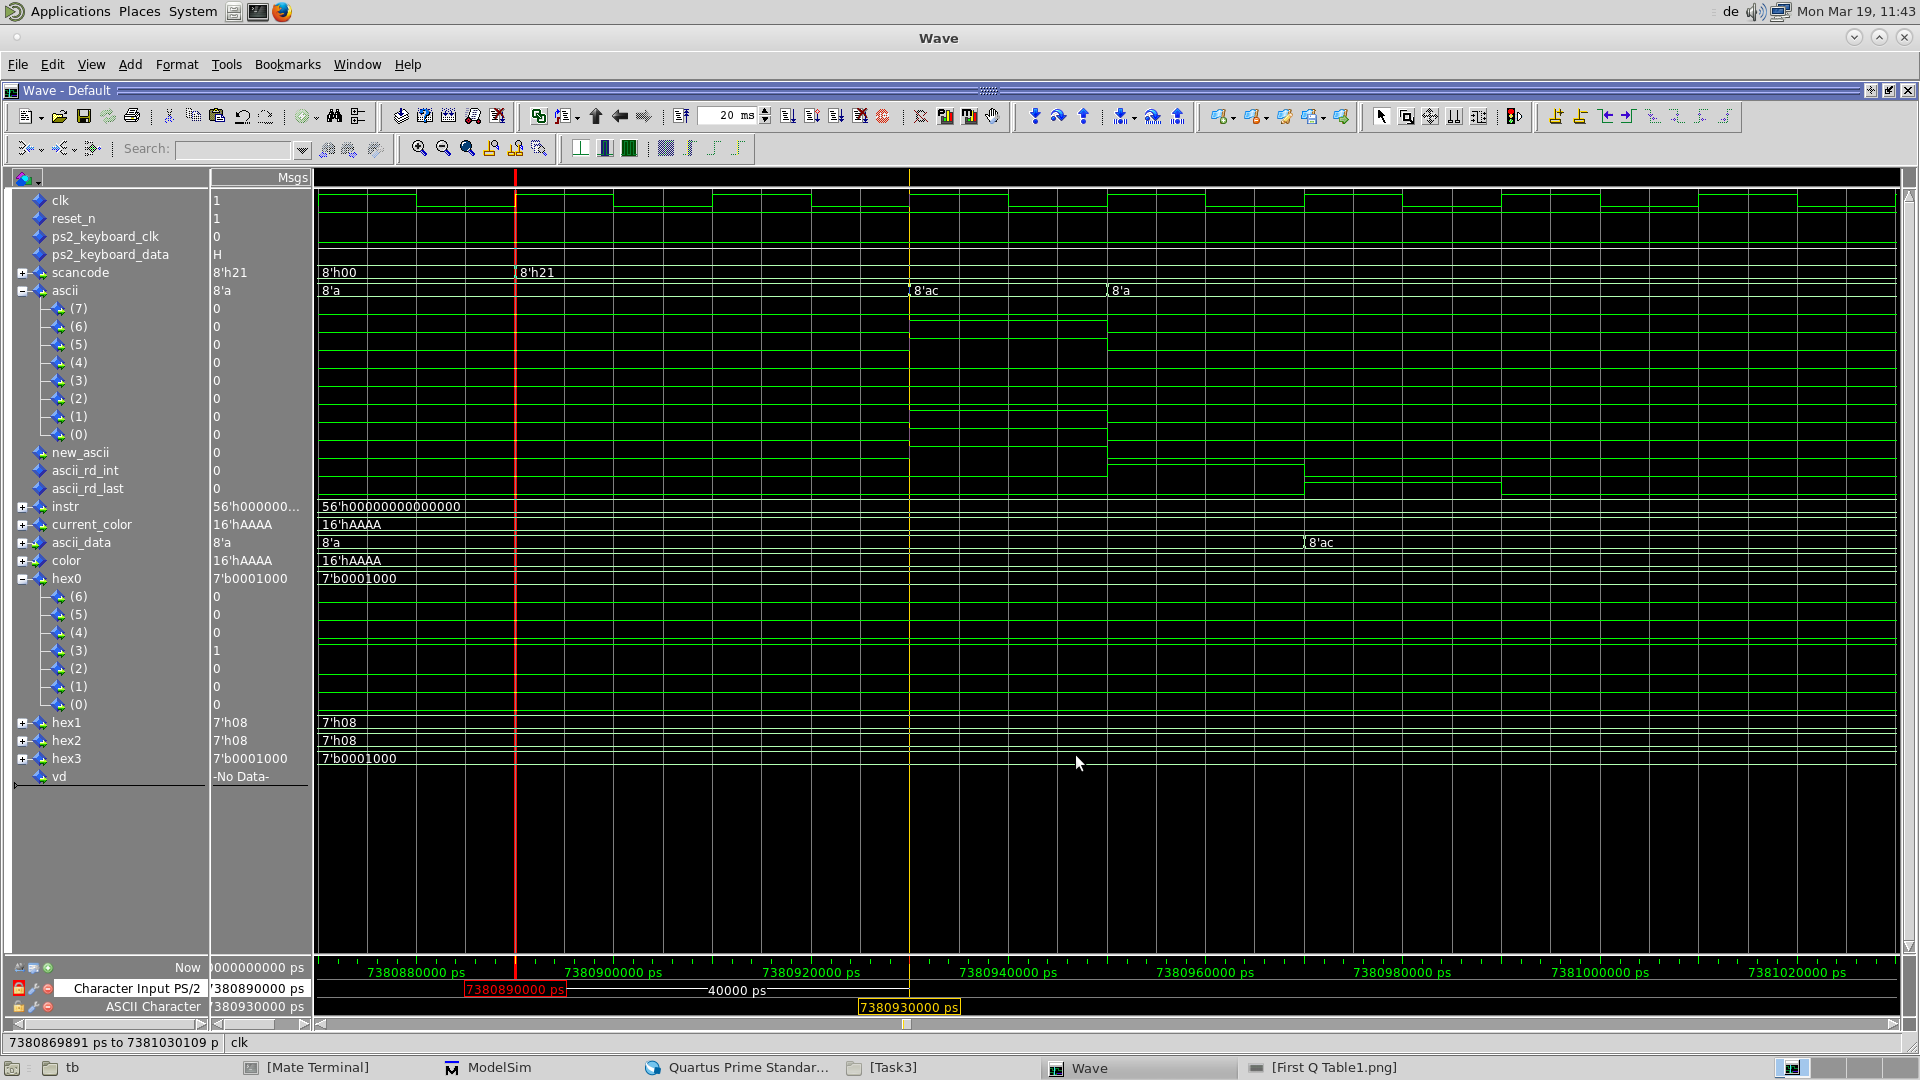 Applications Places System de Mon Mar 19, 11:43
Wave
File Edit View Add Format Tools Bookmarks Window Help
Wave - Default
20 ms
Search:
Msgs
clk 1
reset_n 1
ps2_keyboard_clk 0
ps2_keyboard_data H
scancode 8'h21 8'h00 8'h21
ascii 8'a 8'a 8'ac 8'a
(7) 0
(6) 0
(5) 0
(4) 0
(3) 0
(2) 0
(1) 0
(0) 0
new_ascii 0
ascii_rd_int 0
ascii_rd_last 0
instr 56'h000000... 56'h00000000000000
current_color 16'hAAAA 16'hAAAA
ascii_data 8'a 8'a 8'ac
color 16'hAAAA 16'hAAAA
hex0 7'b0001000 7'b0001000
(6) 0
(5) 0
(4) 0
(3) 1
(2) 0
(1) 0
(0) 0
hex1 7'h08 7'h08
hex2 7'h08 7'h08
hex3 7'b0001000 7'b0001000
vd -No Data-
Now 000000000 ps 7380880000 ps 7380900000 ps 7380920000 ps 7380940000 ps 7380960000 ps 7380980000 ps 7381000000 ps 7381020000 ps
Character Input PS/2 7380890000 ps 7380890000 ps 40000 ps
ASCII Character 7380930000 ps 7380930000 ps
7380869891 ps to 7381030109 p clk
tb [Mate Terminal] ModelSim Quartus Prime Standar... [Task3] Wave [First Q Table1.png]